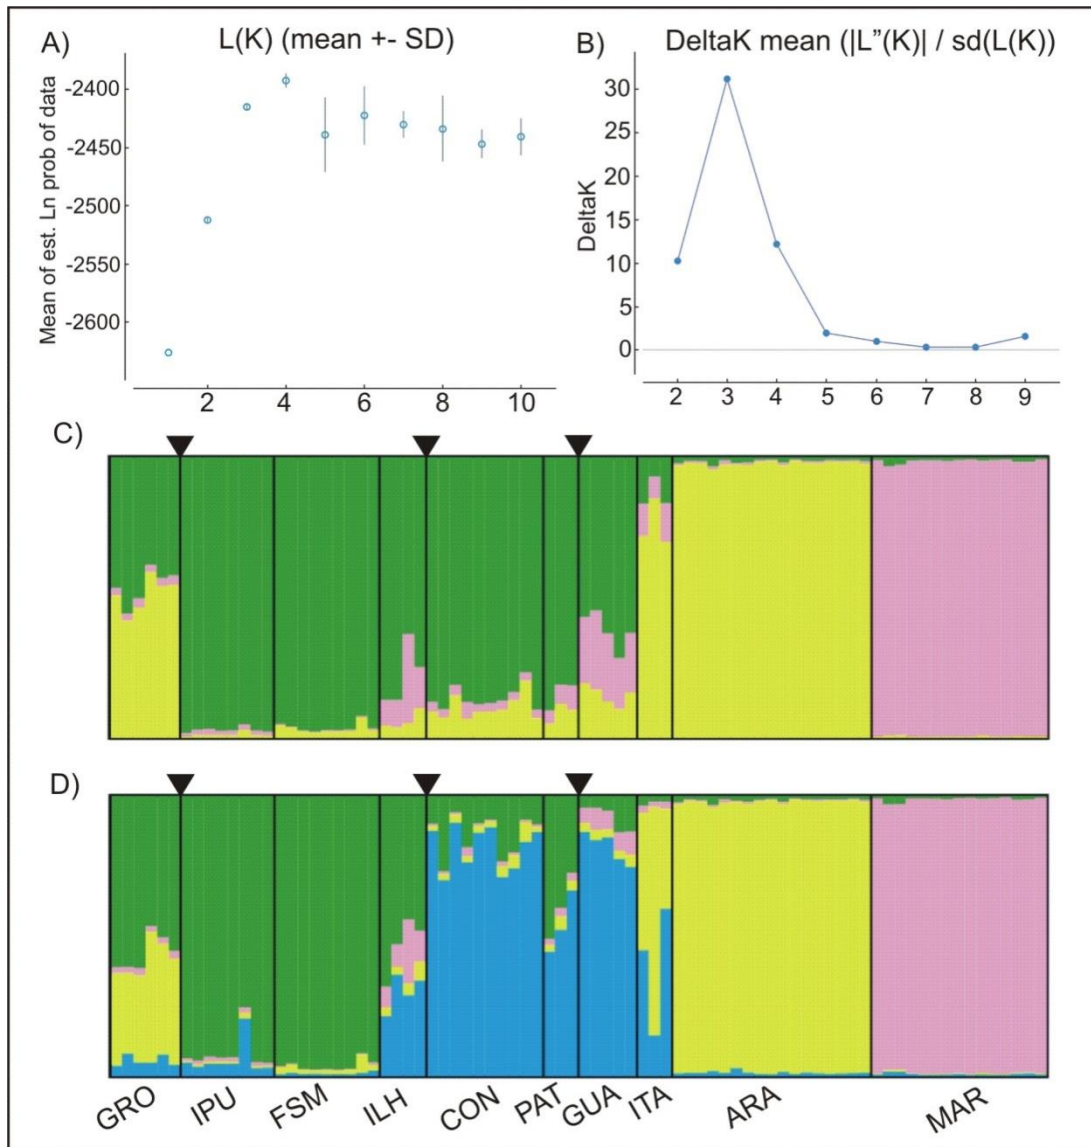 A)
L(K) (mean +- SD)
Mean of est. Ln prob of data
-2400
-2450
-2500
-2550
-2600
2 4 6 8 10
B)
DeltaK mean (|L”(K)| / sd(L(K))
DeltaK
30
25
20
15
10
5
0
2 3 4 5 6 7 8 9
C)
D)
GRO IPU FSM ILH CON PAT GUA ITA ARA MAR